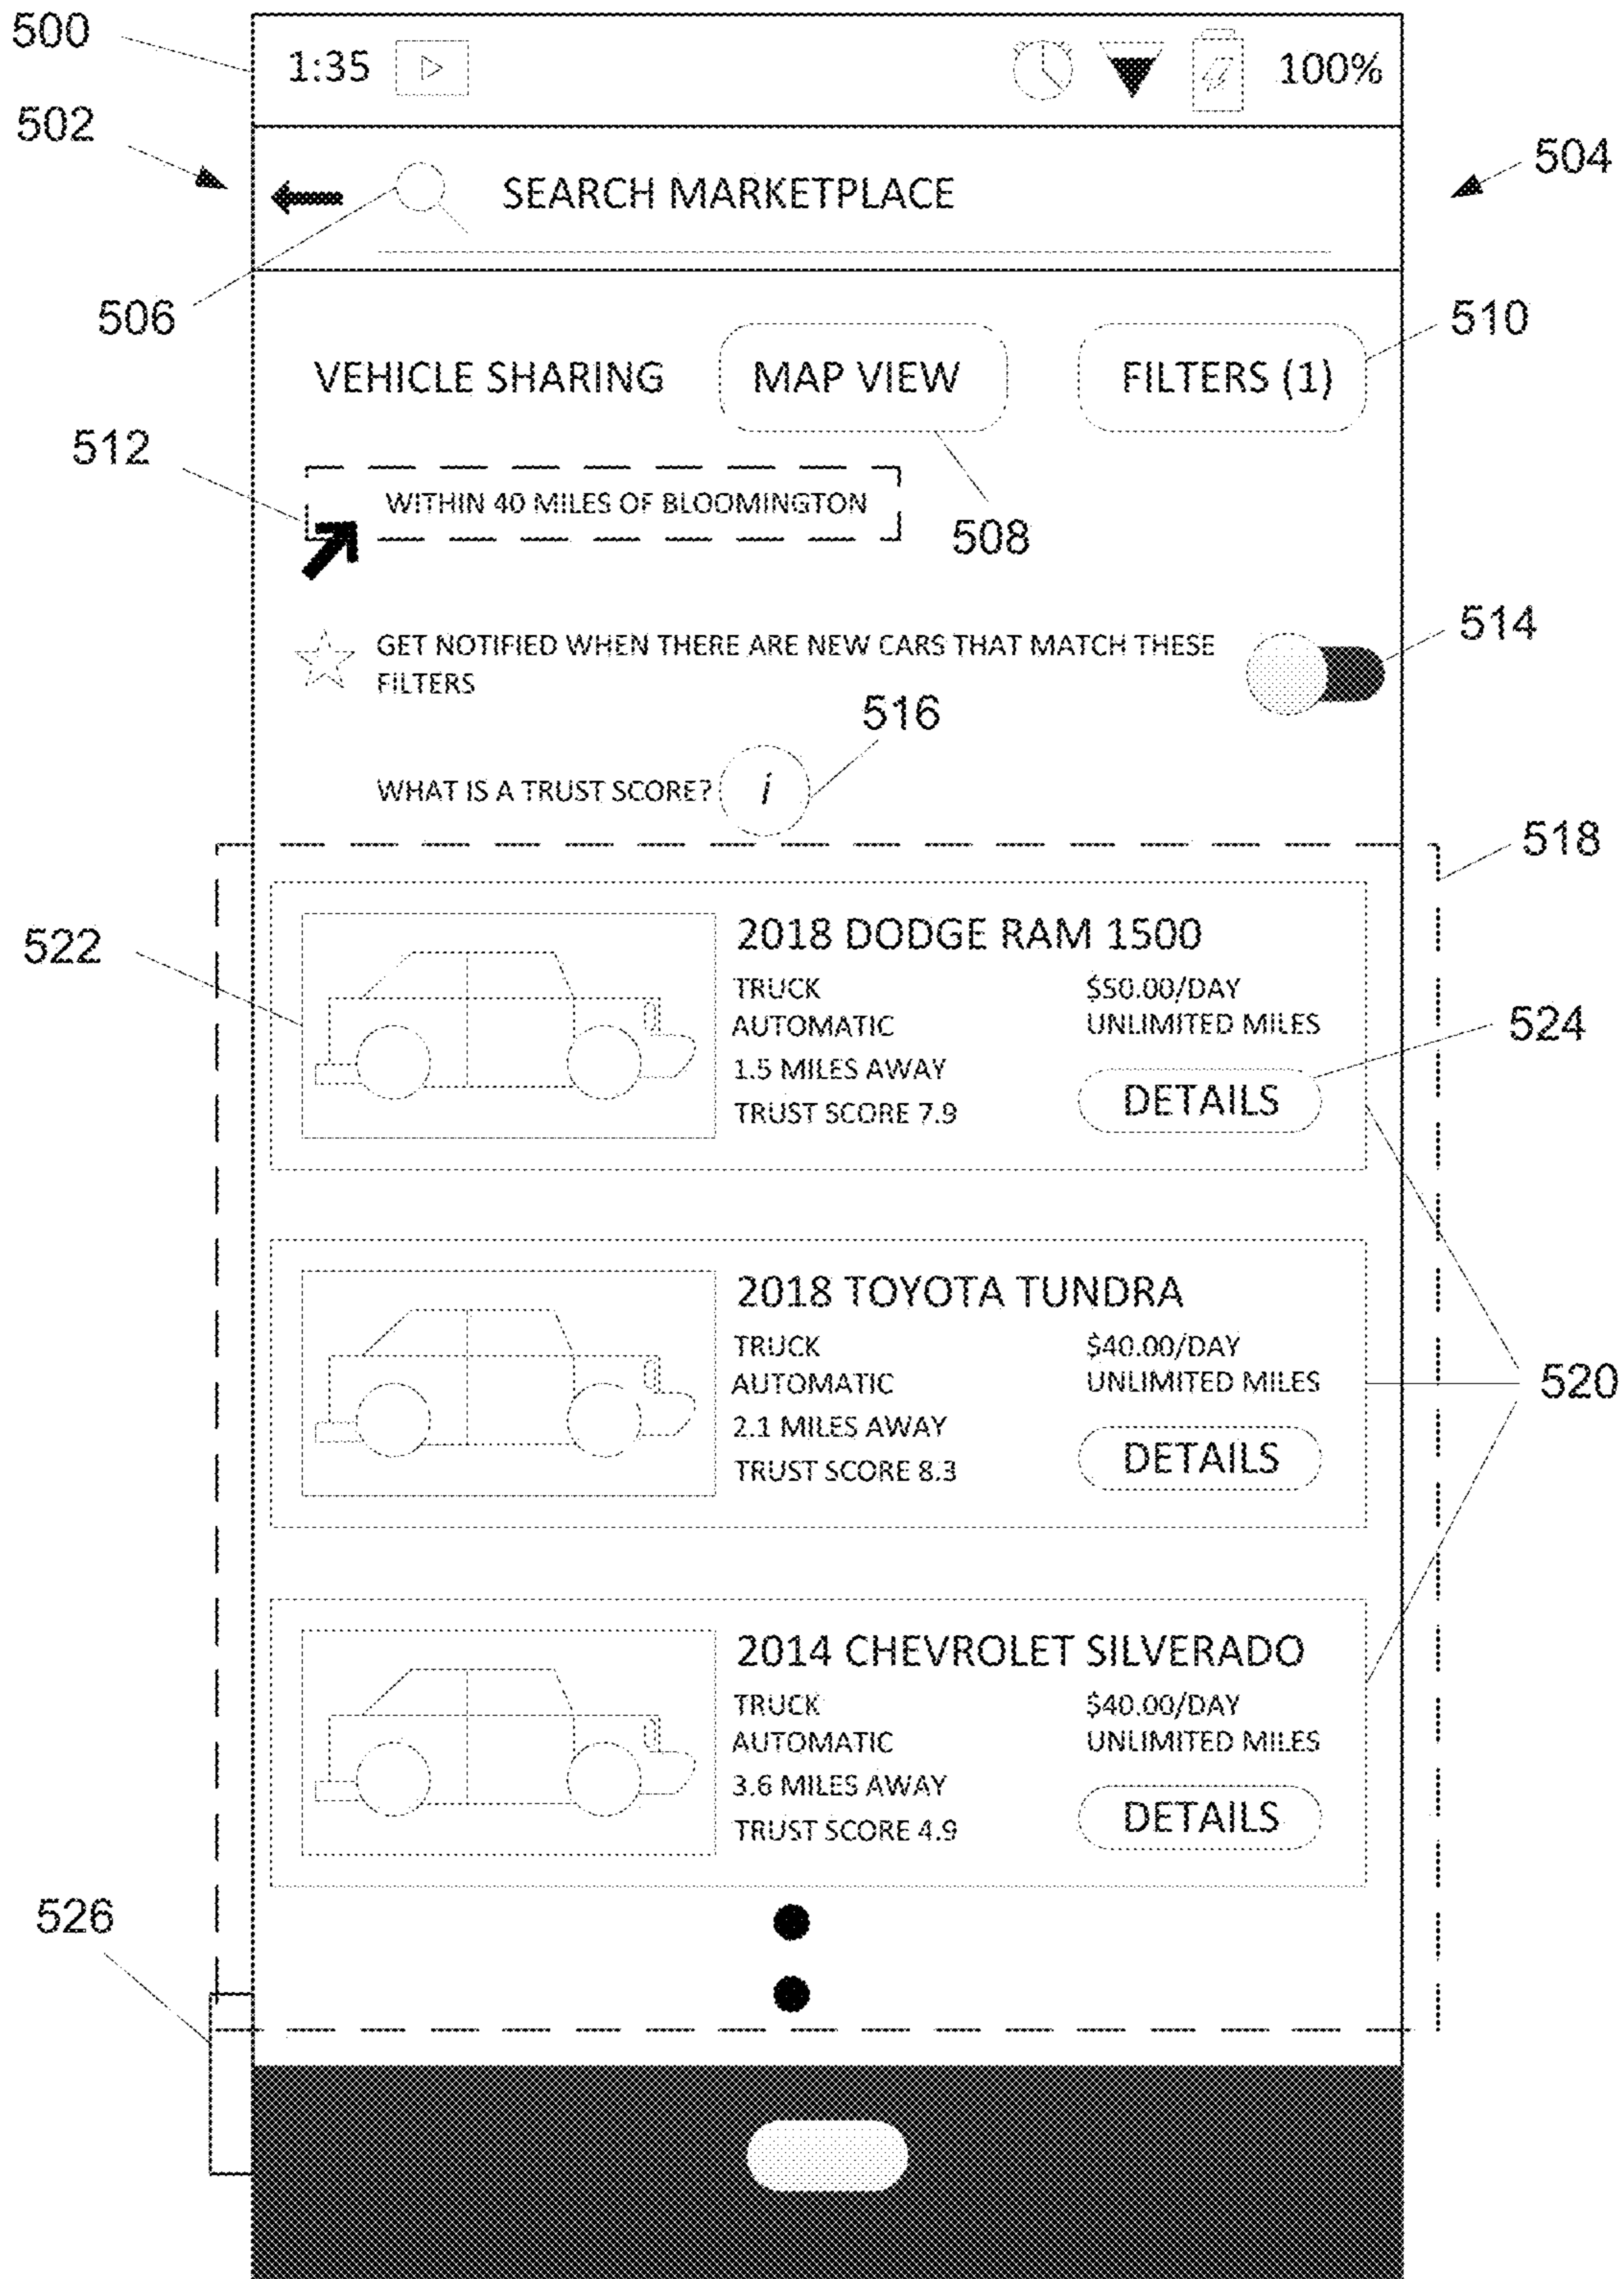 500
1:35
100%
502
504
SEARCH MARKETPLACE
506
510
VEHICLE SHARING
MAP VIEW
FILTERS (1)
512
WITHIN 40 MILES OF BLOOMINGTON
508
514
GET NOTIFIED WHEN THERE ARE NEW CARS THAT MATCH THESE
FILTERS
516
WHAT IS A TRUST SCORE?
i
518
522
2018 DODGE RAM 1500
TRUCK
$50.00/DAY
AUTOMATIC
UNLIMITED MILES
524
1.5 MILES AWAY
DETAILS
TRUST SCORE 7.9
2018 TOYOTA TUNDRA
TRUCK
$40.00/DAY
AUTOMATIC
UNLIMITED MILES
520
2.1 MILES AWAY
DETAILS
TRUST SCORE 8.3
2014 CHEVROLET SILVERADO
TRUCK
$40.00/DAY
AUTOMATIC
UNLIMITED MILES
3.6 MILES AWAY
DETAILS
TRUST SCORE 4.9
526